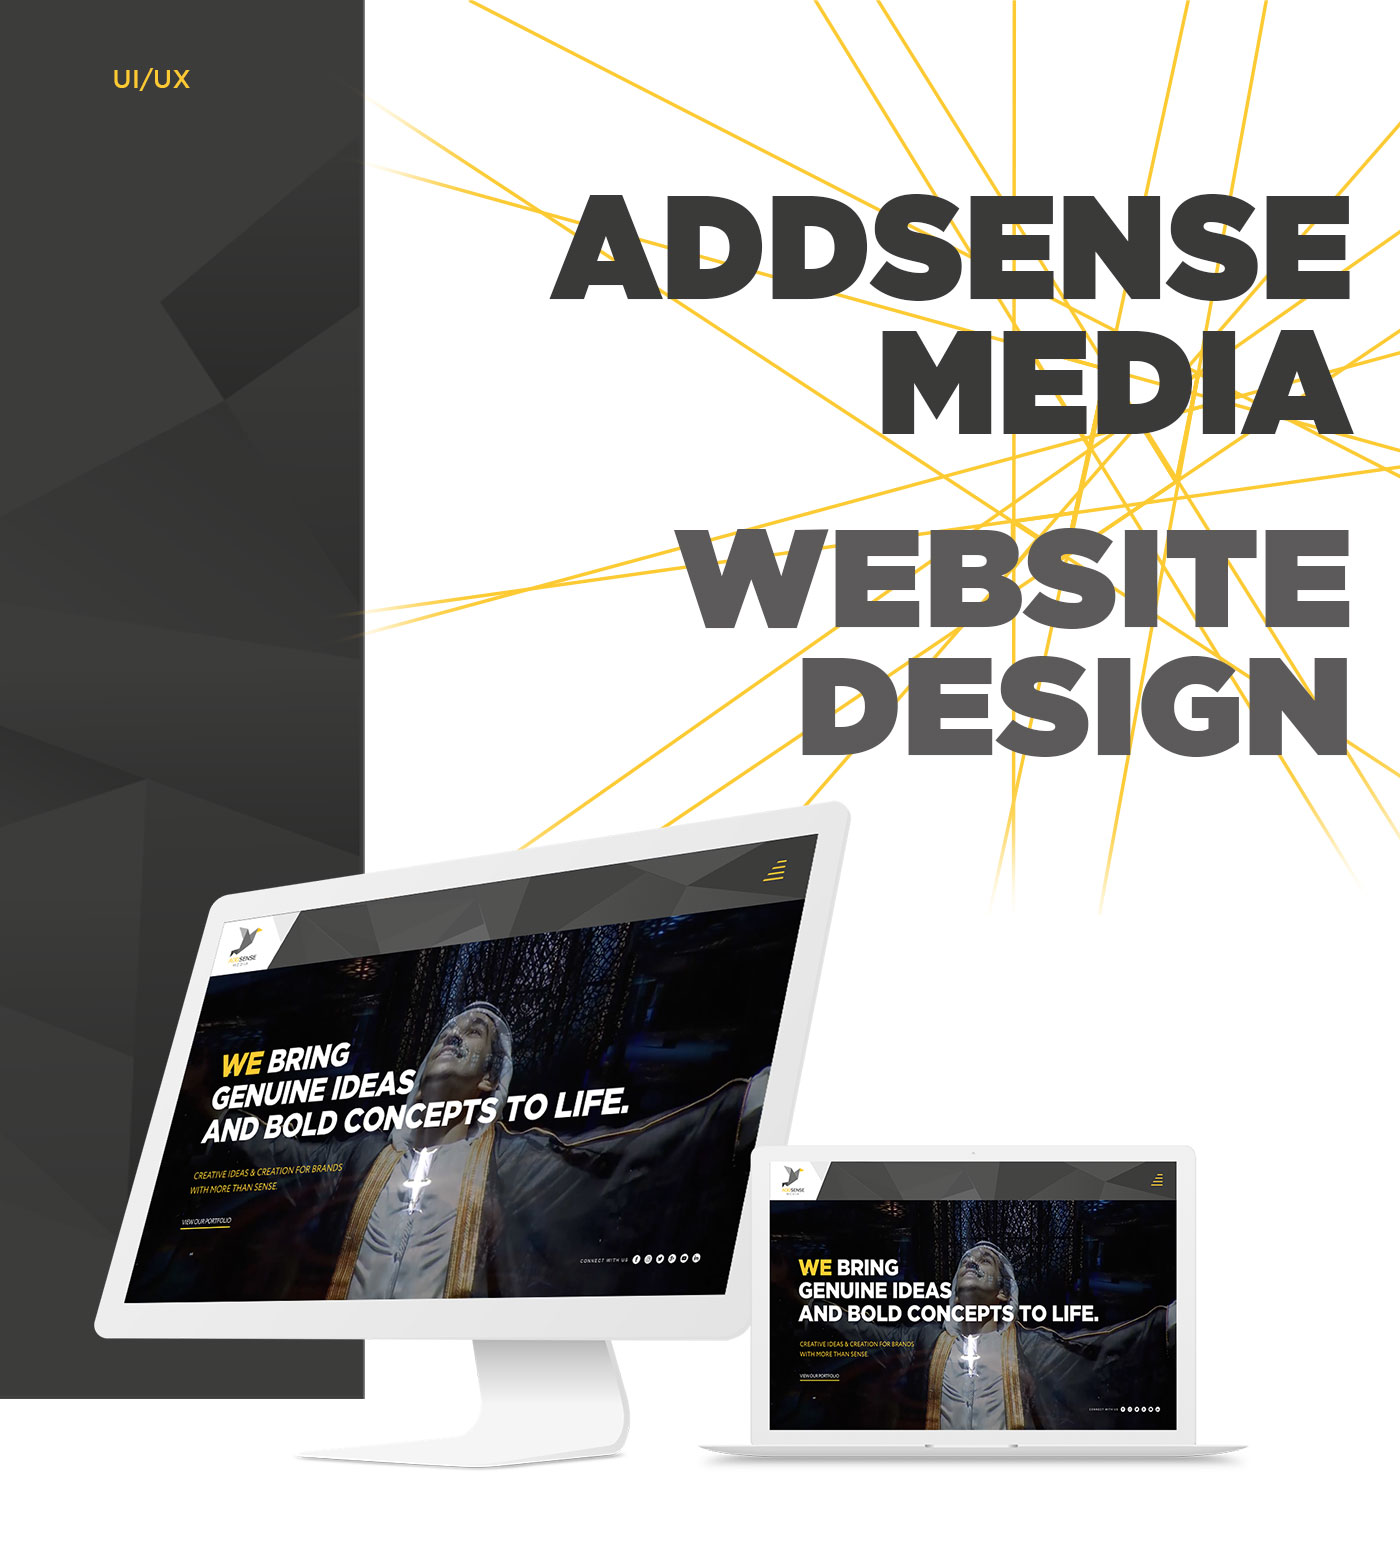 UI/UX
ADDSENSE
MEDIA
WEBSITE
DESIGN
ADDSENSE
MEDIA
WE BRING
GENUINE IDEAS
AND BOLD CONCEPTS TO LIFE.
CREATIVE IDEAS & CREATION FOR BRANDS
WITH MORE THAN SENSE.
VIEW OUR PORTFOLIO
CONNECT WITH US
ADDSENSE
MEDIA
WE BRING
GENUINE IDEAS
AND BOLD CONCEPTS TO LIFE.
CREATIVE IDEAS & CREATION FOR BRANDS
WITH MORE THAN SENSE.
VIEW OUR PORTFOLIO
CONNECT WITH US